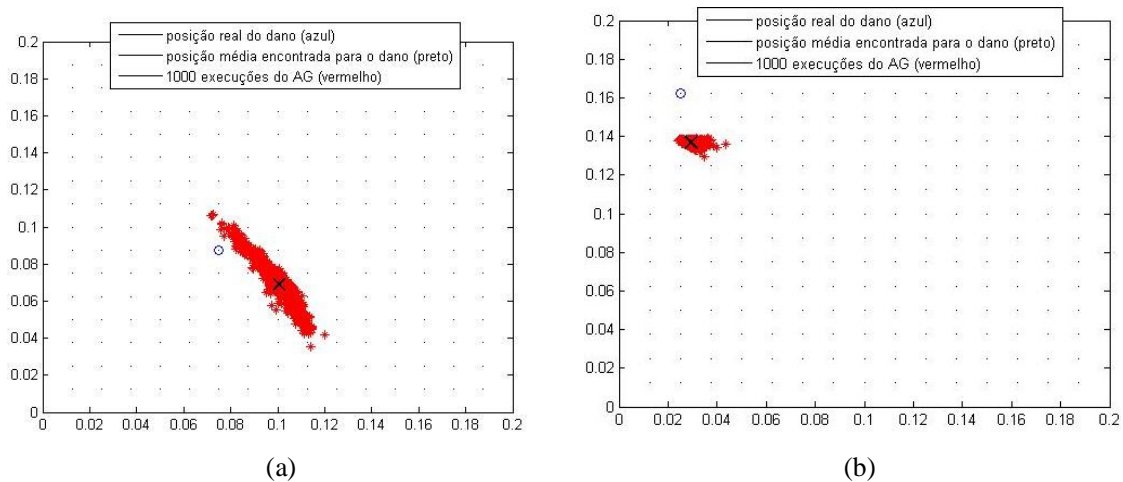 posição real do dano (azul)
posição média encontrada para o dano (preto)
1000 execuções do AG (vermelho)
0.2
0.18
0.16
0.14
0.12
0.1
0.08
0.06
0.04
0.02
0
0 0.02 0.04 0.06 0.08 0.1 0.12 0.14 0.16 0.18 0.2
(a)
posição real do dano (azul)
posição média encontrada para o dano (preto)
1000 execuções do AG (vermelho)
0.2
0.18
0.16
0.14
0.12
0.1
0.08
0.06
0.04
0.02
0
0 0.02 0.04 0.06 0.08 0.1 0.12 0.14 0.16 0.18 0.2
(b)